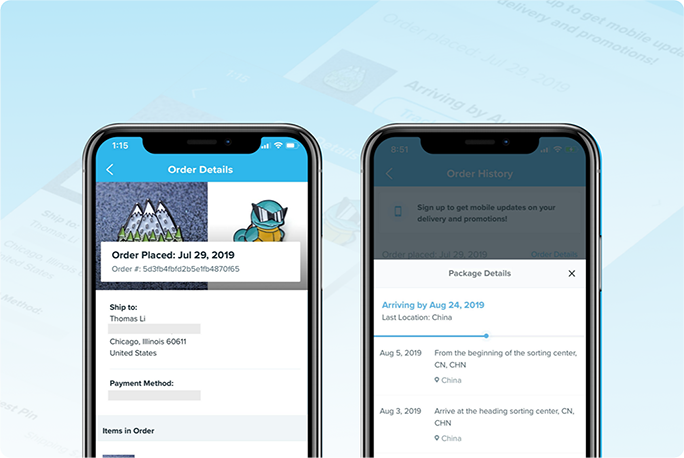 up to get mobile upda
delivery and promotions!
Order placed: Jul 29, 2019
Arriving by Au
1:15
Order Details
Order Placed: Jul 29, 2019
Order #: 5d3fb4fbfd2b5e1fb4870f65
Ship to:
Thomas Li
Chicago, Illinois 60611
United States
Payment Method:
Items in Order
8:51
Order History
Sign up to get mobile updates on your
delivery and promotions!
Order placed: Jul 29, 2019 Order Details
Package Details
Arriving by Aug 24, 2019
Last Location: China
Aug 5, 2019 From the beginning of the sorting center,
CN, CHN
China
Aug 3, 2019 Arrive at the heading sorting center, CN,
CHN
China
Ship to:
Method: